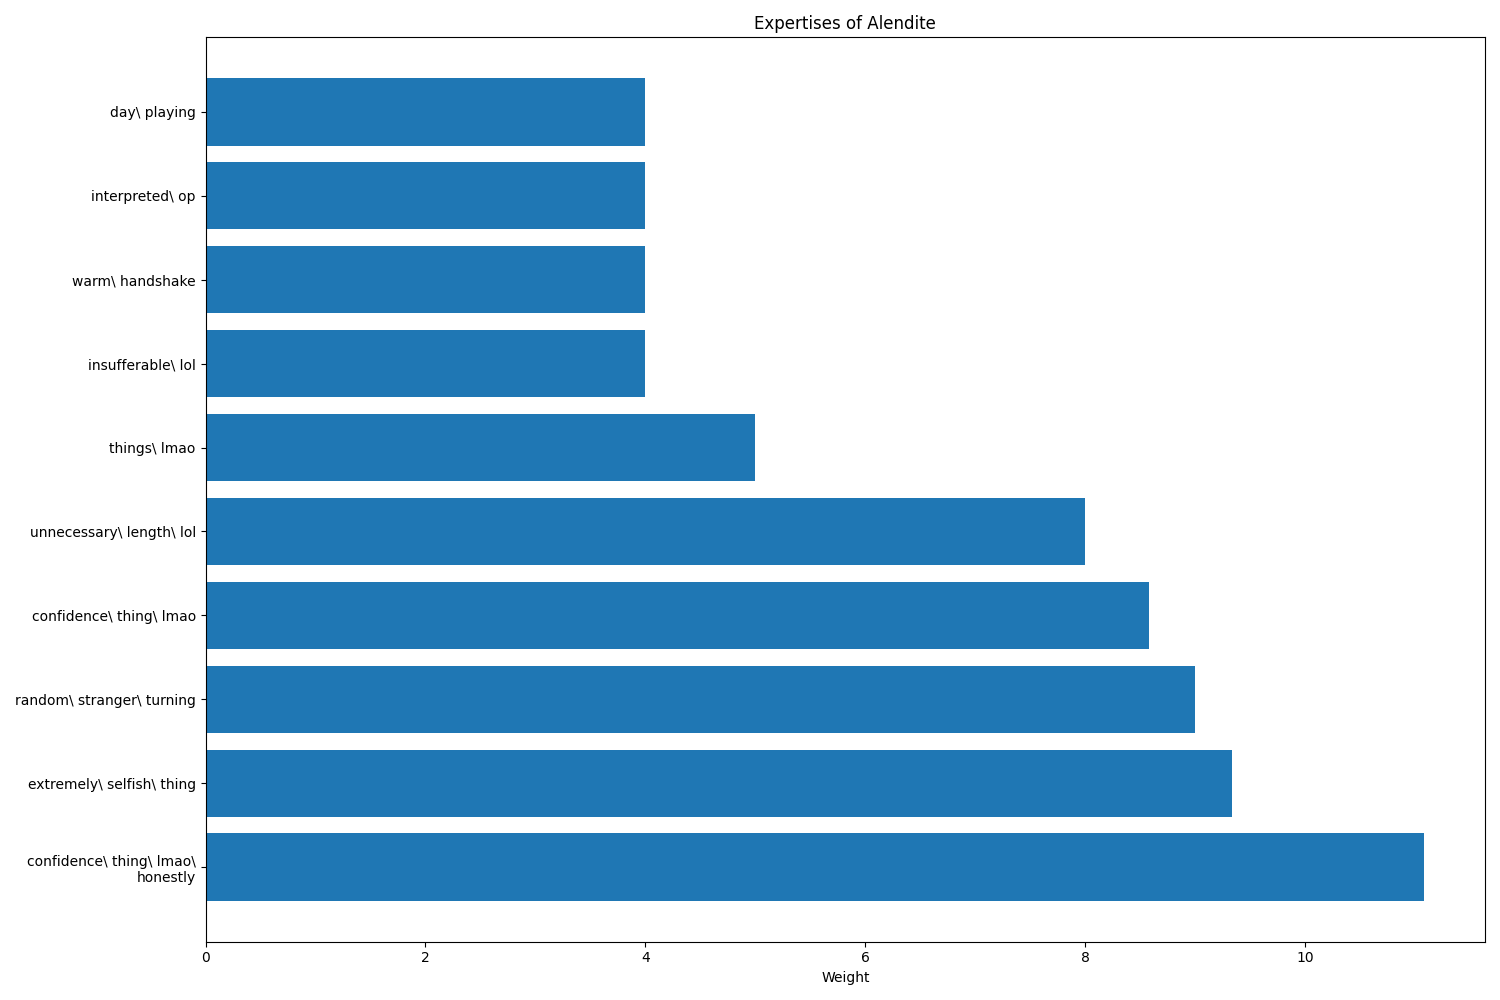 Expertises of Alendite
day\ playing
interpreted\ op
warm\ handshake
insufferable\ lol
things\ lmao
unnecessary\ length\ lol
confidence\ thing\ lmao
random\ stranger\ turning
extremely\ selfish\ thing
confidence\ thing\ lmao\
honestly
0 2 4 6 8 10
Weight